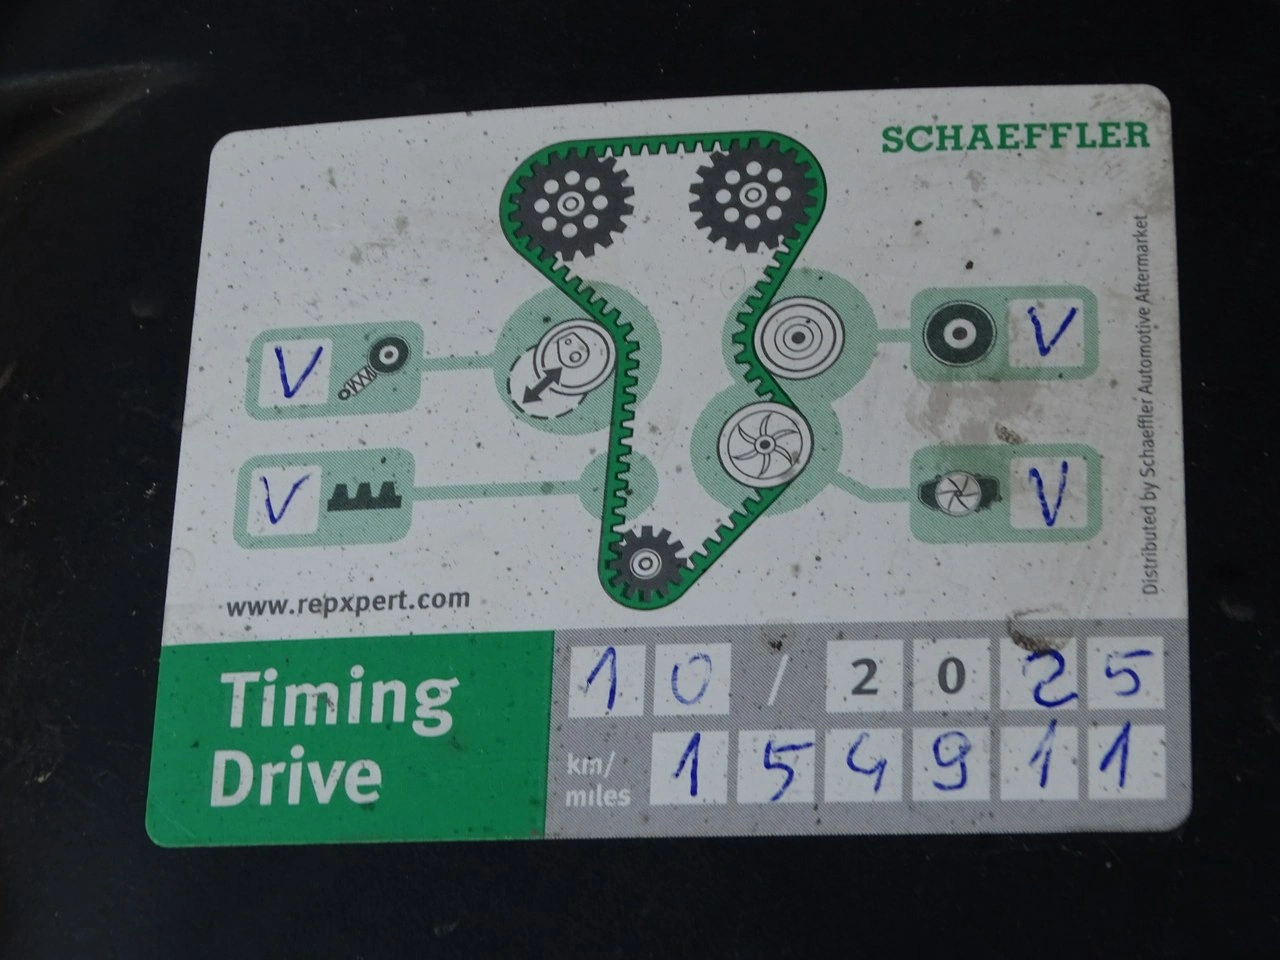 SCHAEFFLER
Distributed by Schaeffler Automotive Aftermarket
V
V
V
V
www.repxpert.com
Timing
Drive
10 / 2025
km/
miles
154911